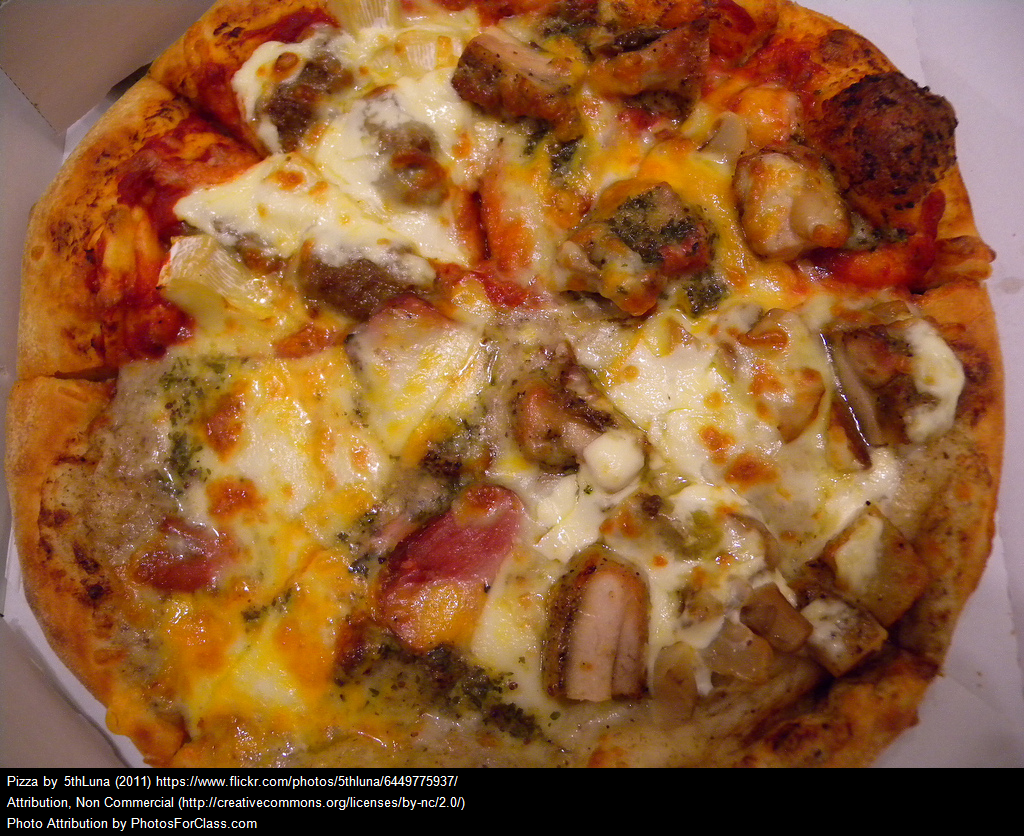 Pizza by 5thLuna (2011) https://www.flickr.com/photos/5thluna/6449775937/
Attribution, Non Commercial (http://creativecommons.org/licenses/by-nc/2.0/)
Photo Attribution by PhotosForClass.com